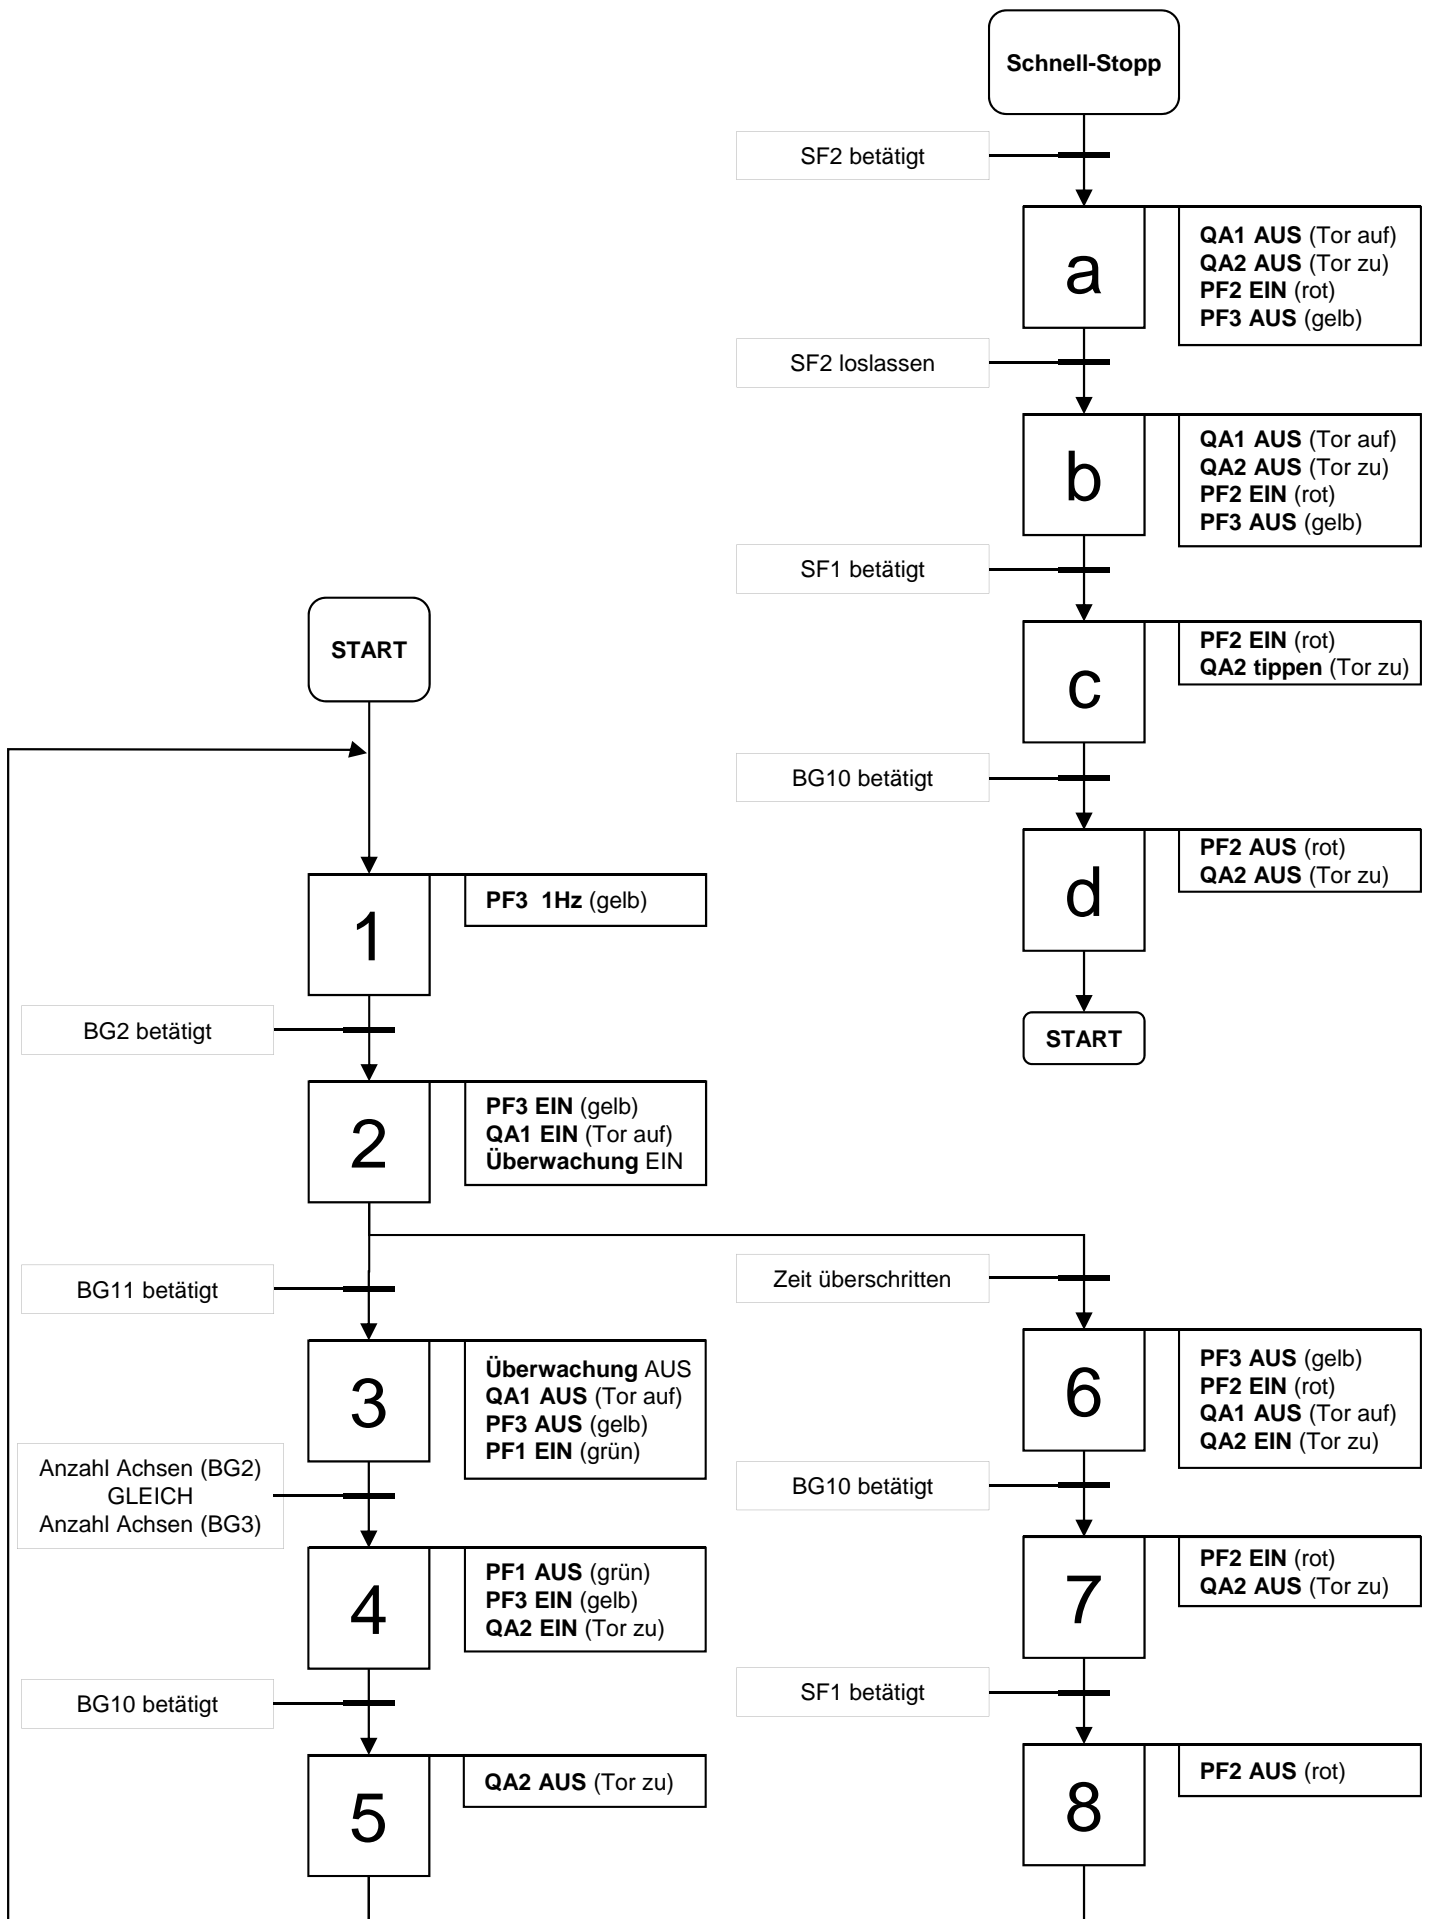 Schnell-Stopp
SF2 betätigt
a
QA1 AUS (Tor auf)
QA2 AUS (Tor zu)
PF2 EIN (rot)
PF3 AUS (gelb)
SF2 loslassen
b
QA1 AUS (Tor auf)
QA2 AUS (Tor zu)
PF2 EIN (rot)
PF3 AUS (gelb)
SF1 betätigt
c
PF2 EIN (rot)
QA2 tippen (Tor zu)
BG10 betätigt
d
PF2 AUS (rot)
QA2 AUS (Tor zu)
START
START
1
PF3 1Hz (gelb)
BG2 betätigt
2
PF3 EIN (gelb)
QA1 EIN (Tor auf)
Überwachung EIN
BG11 betätigt
3
Überwachung AUS
QA1 AUS (Tor auf)
PF3 AUS (gelb)
PF1 EIN (grün)
Anzahl Achsen (BG2)
GLEICH
Anzahl Achsen (BG3)
4
PF1 AUS (grün)
PF3 EIN (gelb)
QA2 EIN (Tor zu)
BG10 betätigt
5
QA2 AUS (Tor zu)
Zeit überschritten
6
PF3 AUS (gelb)
PF2 EIN (rot)
QA1 AUS (Tor auf)
QA2 EIN (Tor zu)
BG10 betätigt
7
PF2 EIN (rot)
QA2 AUS (Tor zu)
SF1 betätigt
8
PF2 AUS (rot)